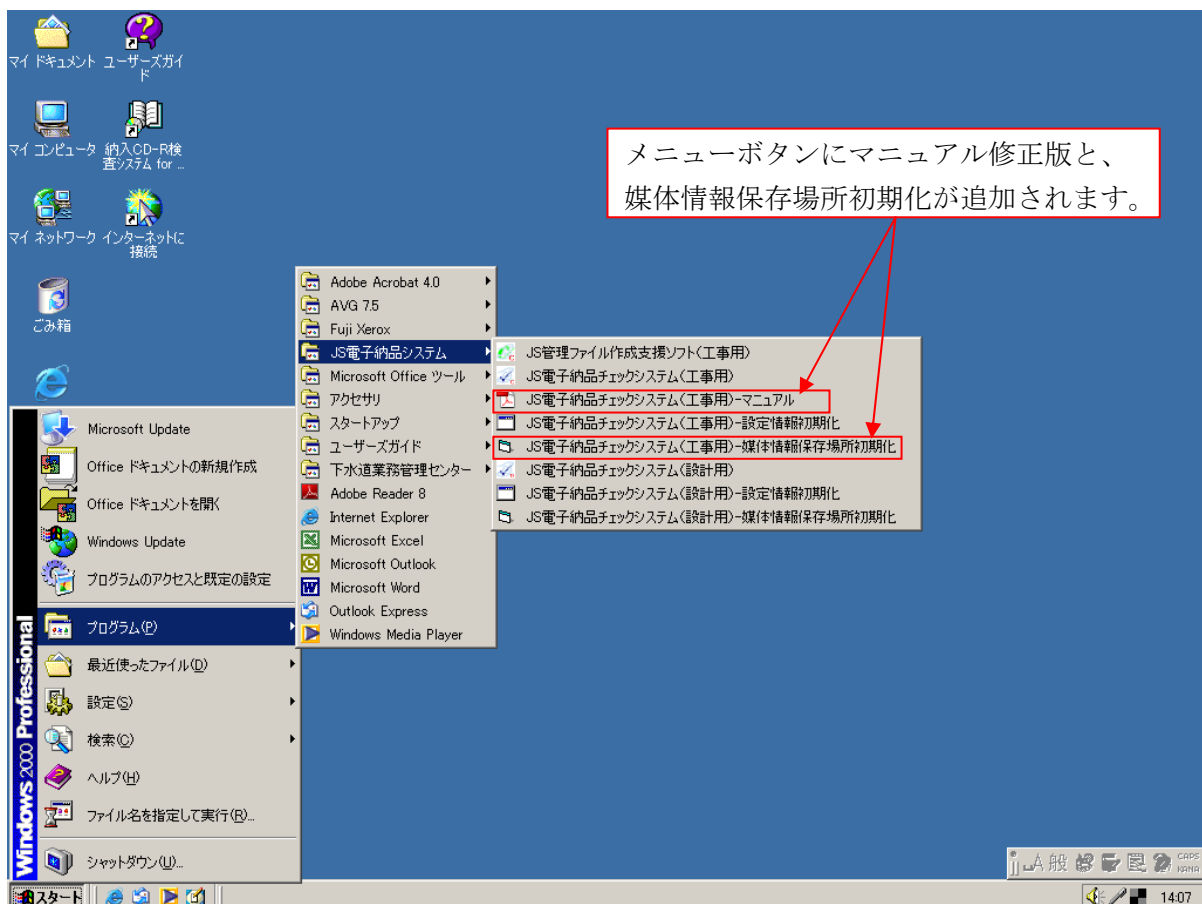 マイ ドキュメント
ユーザーズガイ
ド
マイ コンピュータ
納入CD-R検
査システム for ...
マイ ネットワーク
インターネットに
接続
ごみ箱
メニューボタンにマニュアル修正版と、
媒体情報保存場所初期化が追加されます。
Adobe Acrobat 4.0
AVG 7.5
Fuji Xerox
JS電子納品システム
Microsoft Office ツール
アクセサリ
スタートアップ
ユーザーズガイド
下水道業務管理センター
Adobe Reader 8
Internet Explorer
Microsoft Excel
Microsoft Outlook
Microsoft Word
Outlook Express
Windows Media Player
JS管理ファイル作成支援ソフト(工事用)
JS電子納品チェックシステム(工事用)
JS電子納品チェックシステム(工事用)-マニュアル
JS電子納品チェックシステム(工事用)-設定情報初期化
JS電子納品チェックシステム(工事用)-媒体情報保存場所初期化
JS電子納品チェックシステム(設計用)
JS電子納品チェックシステム(設計用)-設定情報初期化
JS電子納品チェックシステム(設計用)-媒体情報保存場所初期化
Microsoft Update
Office ドキュメントの新規作成
Office ドキュメントを開く
Windows Update
プログラムのアクセスと既定の設定
プログラム(P)
最近使ったファイル(D)
設定(S)
検索(C)
ヘルプ(H)
ファイル名を指定して実行(R)...
シャットダウン(U)...
Windows 2000 Professional
スタート
A 般
CAPS
KANA
14:07